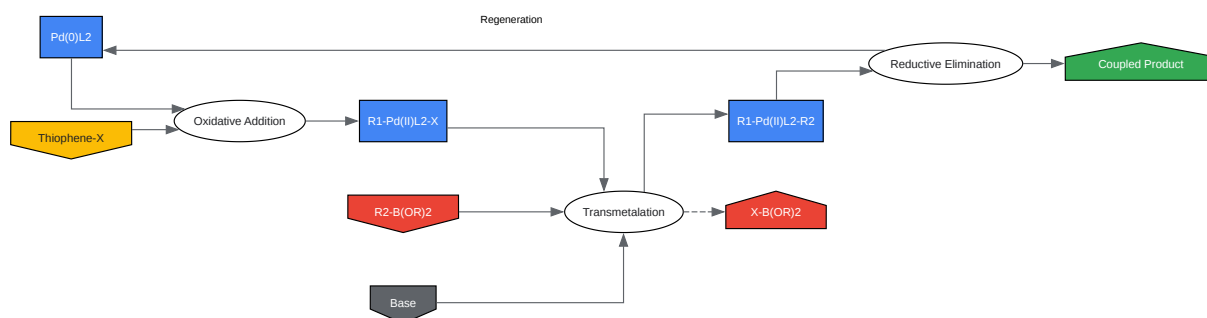 Regeneration
Pd(0)L2
Reductive Elimination
Coupled Product
Thiophene-X
Oxidative Addition
R1-Pd(II)L2-X
R1-Pd(II)L2-R2
R2-B(OR)2
Transmetalation
X-B(OR)2
Base